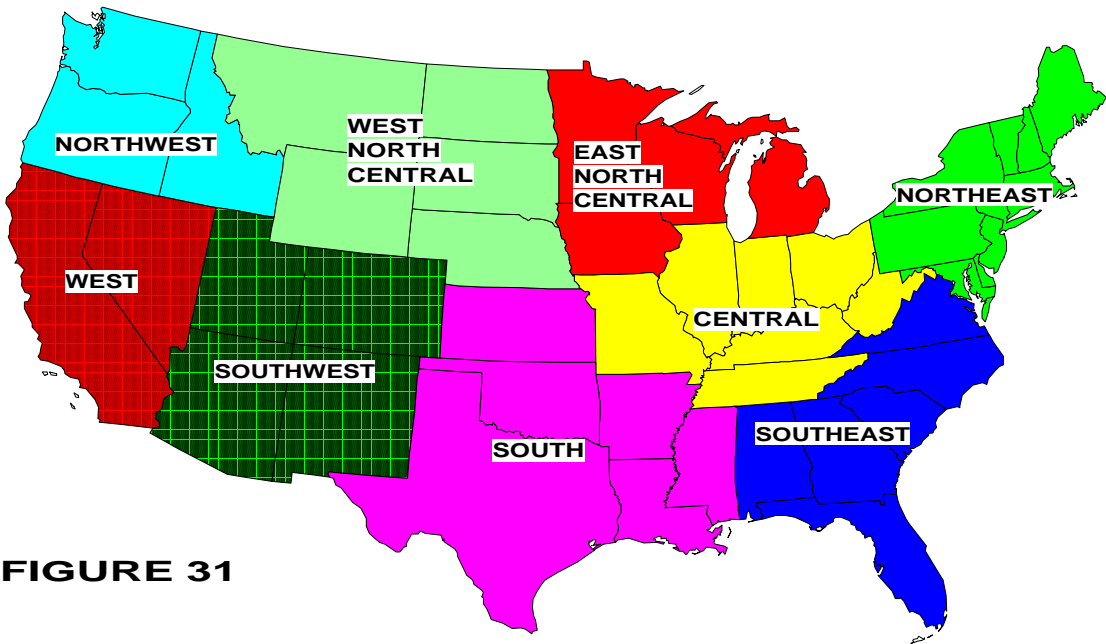 NORTHWEST
WEST
NORTH
CENTRAL
EAST
NORTH
CENTRAL
NORTHEAST
WEST
CENTRAL
SOUTHWEST
SOUTH
SOUTHEAST
FIGURE 31